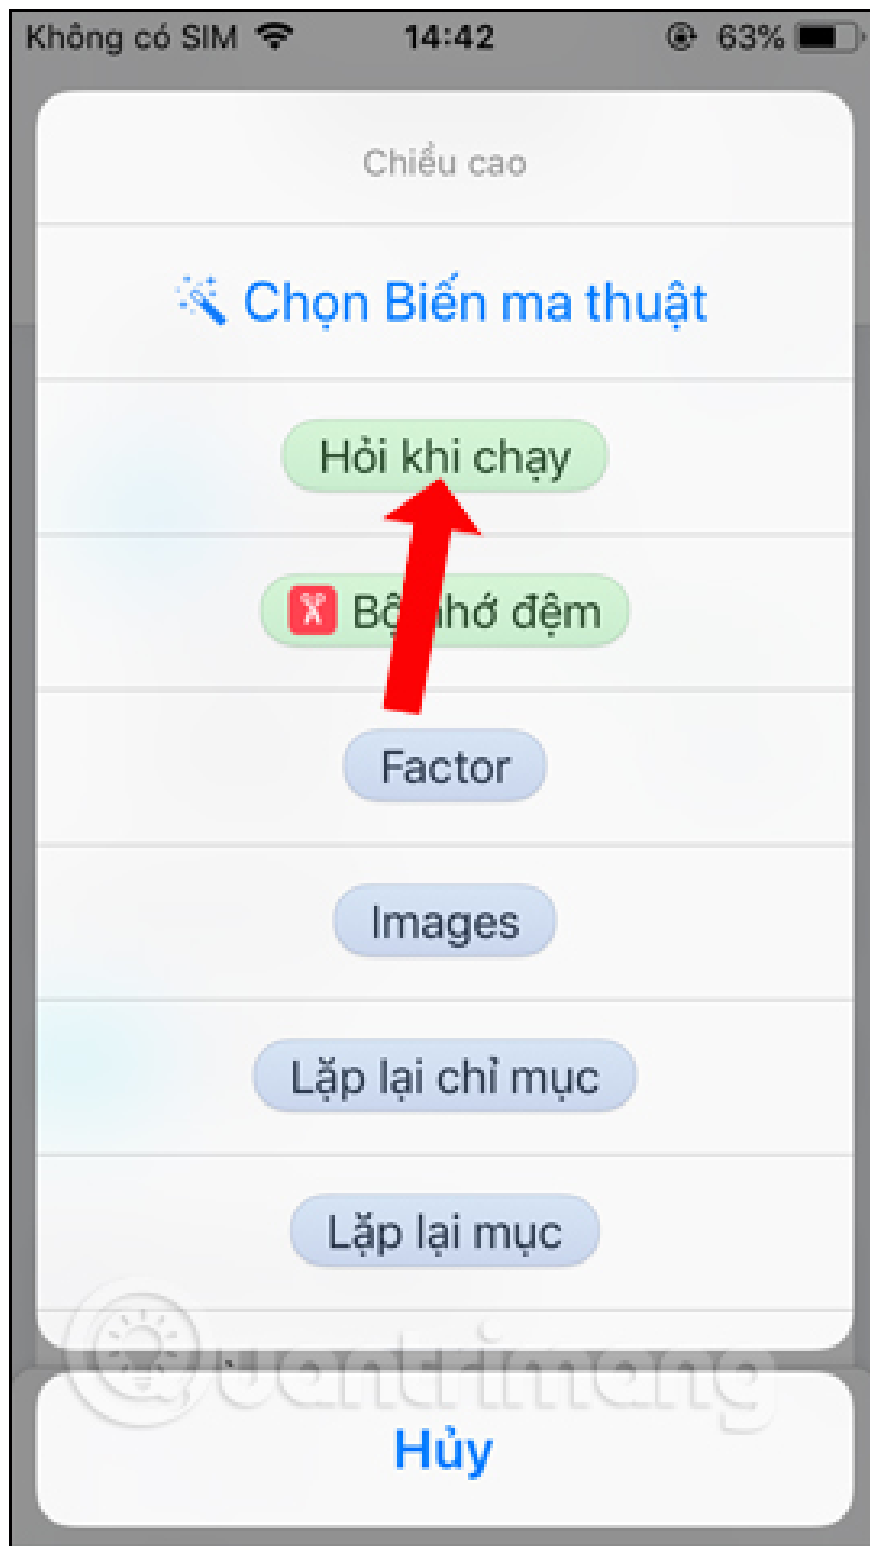 Không có SIM 14:42 63%
Chiều cao
Chọn Biến ma thuật
Hỏi khi chạy
Bộ nhớ đệm
Factor
Images
Lặp lại chỉ mục
Lặp lại mục
Quantrimang
Hủy